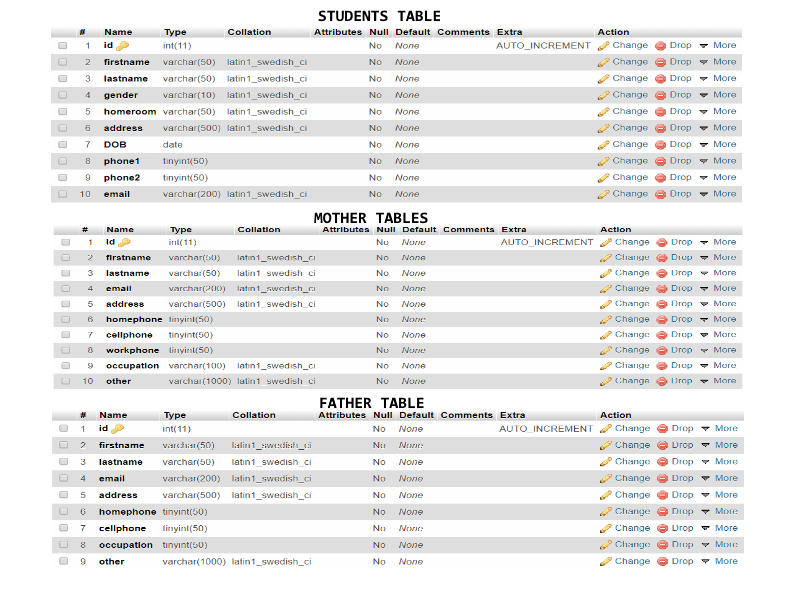 STUDENTS TABLE
# Name Type Collation Attributes Null Default Comments Extra Action
1 id int(11) No None AUTO_INCREMENT Change Drop More
2 firstname varchar(50) latin1_swedish_ci No None Change Drop More
3 lastname varchar(50) latin1_swedish_ci No None Change Drop More
4 gender varchar(10) latin1_swedish_ci No None Change Drop More
5 homeroom varchar(50) latin1_swedish_ci No None Change Drop More
6 address varchar(500) latin1_swedish_ci No None Change Drop More
7 DOB date No None Change Drop More
8 phone1 tinyint(50) No None Change Drop More
9 phone2 tinyint(50) No None Change Drop More
10 email varchar(200) latin1_swedish_ci No None Change Drop More
MOTHER TABLES
# Name Type Collation Attributes Null Default Comments Extra Action
1 id int(11) No None AUTO_INCREMENT Change Drop More
2 firstname varchar(50) latin1_swedish_ci No None Change Drop More
3 lastname varchar(50) latin1_swedish_ci No None Change Drop More
4 email varchar(200) latin1_swedish_ci No None Change Drop More
5 address varchar(500) latin1_swedish_ci No None Change Drop More
6 homephone tinyint(50) No None Change Drop More
7 cellphone tinyint(50) No None Change Drop More
8 workphone tinyint(50) No None Change Drop More
9 occupation varchar(100) latin1_swedish_ci No None Change Drop More
10 other varchar(1000) latin1_swedish_ci No None Change Drop More
FATHER TABLE
# Name Type Collation Attributes Null Default Comments Extra Action
1 id int(11) No None AUTO_INCREMENT Change Drop More
2 firstname varchar(50) latin1_swedish_ci No None Change Drop More
3 lastname varchar(50) latin1_swedish_ci No None Change Drop More
4 email varchar(200) latin1_swedish_ci No None Change Drop More
5 address varchar(500) latin1_swedish_ci No None Change Drop More
6 homephone tinyint(50) No None Change Drop More
7 cellphone tinyint(50) No None Change Drop More
8 occupation tinyint(50) No None Change Drop More
9 other varchar(1000) latin1_swedish_ci No None Change Drop More